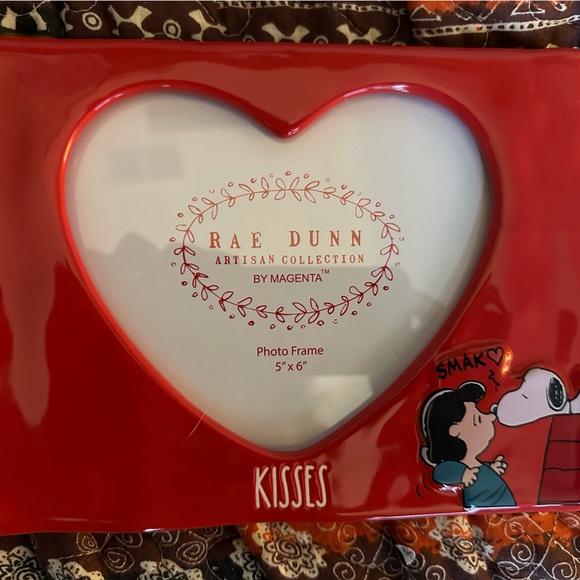 RAE DUNN
ARTISAN COLLECTION
BY MAGENTA™
Photo Frame
5" x 6"
SMAK♡
KISSES